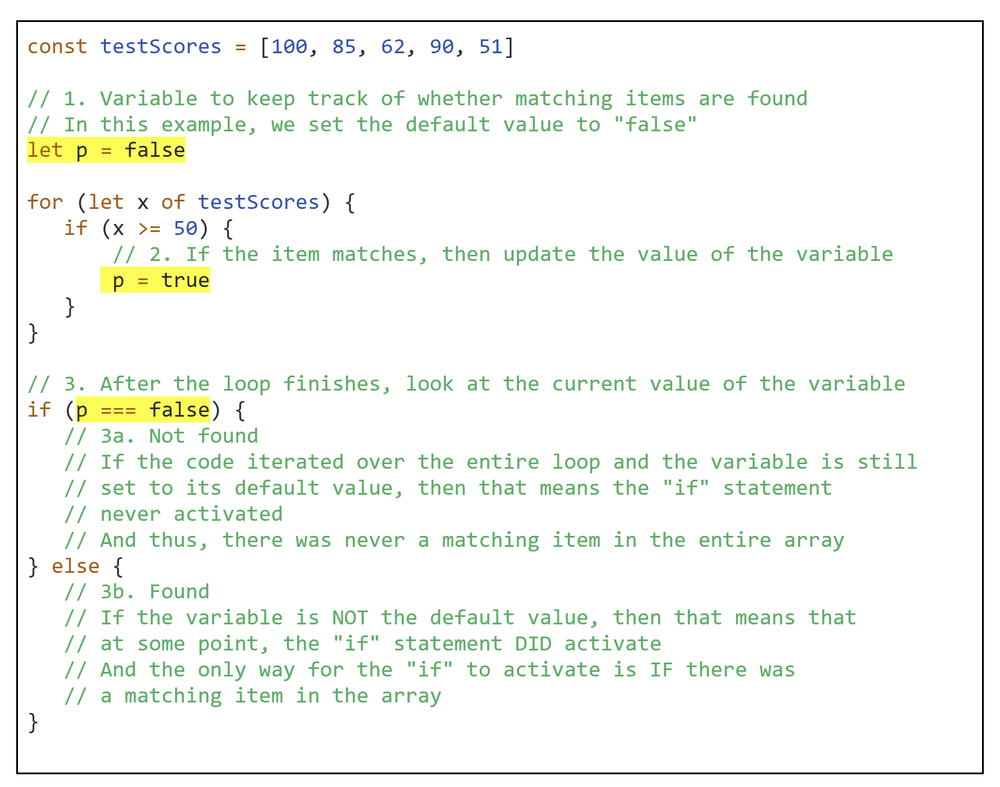 const testScores = [100, 85, 62, 90, 51]
// 1. Variable to keep track of whether matching items are found
// In this example, we set the default value to "false"
let p = false
for (let x of testScores) {
if (x >= 50) {
// 2. If the item matches, then update the value of the variable
p = true
}
}
// 3. After the loop finishes, look at the current value of the variable
if (p === false) {
// 3a. Not found
// If the code iterated over the entire loop and the variable is still
// set to its default value, then that means the "if" statement
// never activated
// And thus, there was never a matching item in the entire array
} else {
// 3b. Found
// If the variable is NOT the default value, then that means that
// at some point, the "if" statement DID activate
// And the only way for the "if" to activate is IF there was
// a matching item in the array
}